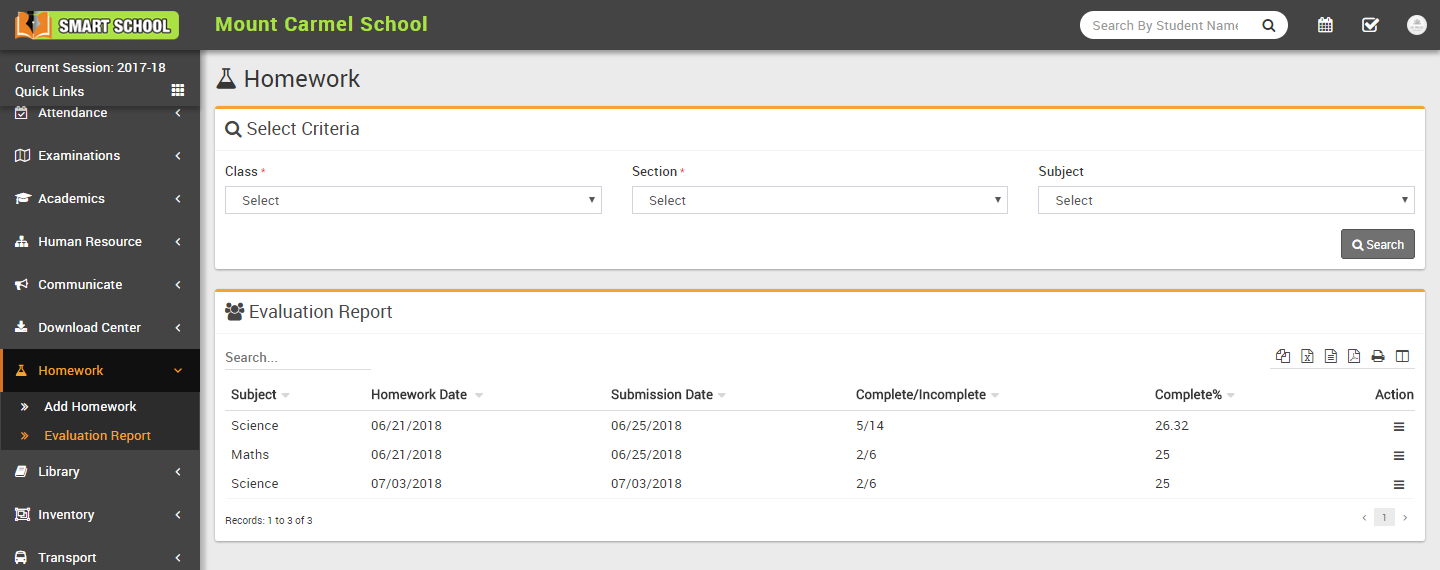 SMART SCHOOL
Mount Carmel School
Search By Student Name
Current Session: 2017-18
Quick Links
Attendance
Examinations
Academics
Human Resource
Communicate
Download Center
Homework
Add Homework
Evaluation Report
Library
Inventory
Transport
Homework
Select Criteria
Class * Section * Subject
Select Select Select
Search
Evaluation Report
Search...
Subject Homework Date Submission Date Complete/Incomplete Complete% Action
Science 06/21/2018 06/25/2018 5/14 26.32
Maths 06/21/2018 06/25/2018 2/6 25
Science 07/03/2018 07/03/2018 2/6 25
Records: 1 to 3 of 3
1